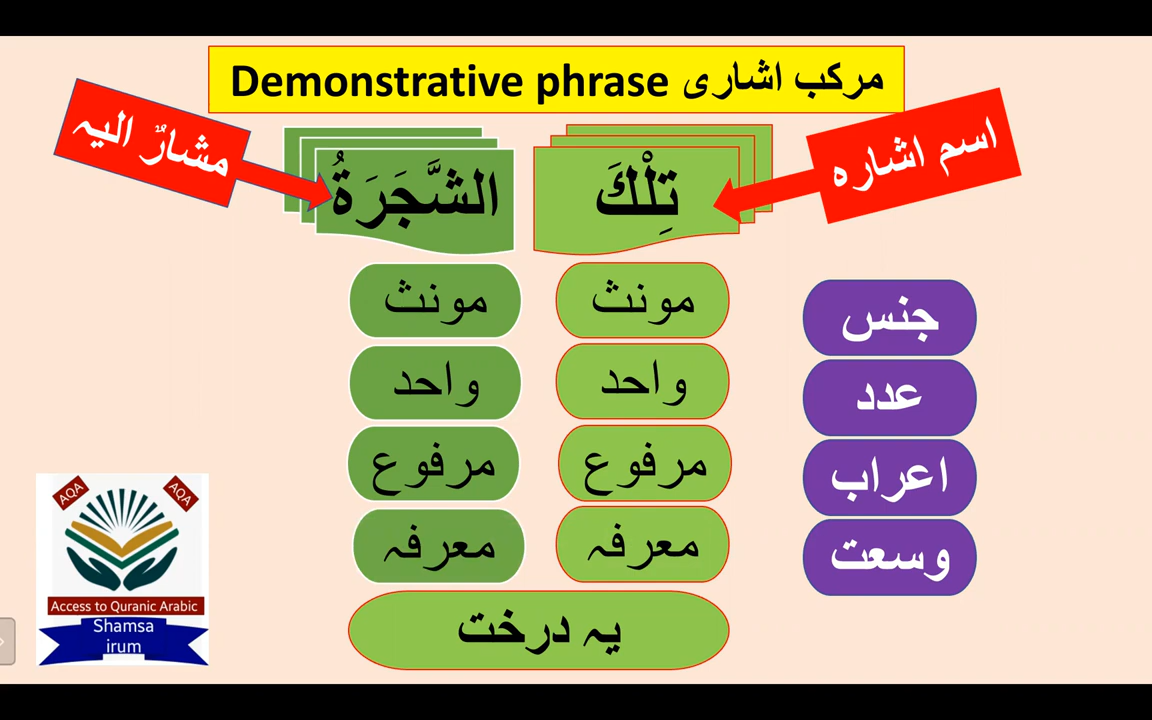 مرکب اشاری Demonstrative phrase
اسم اشارہ
مشارٌ الیہ
تِلْكَ
الشَّجَرَةُ
جنس
مونث
مونث
عدد
واحد
واحد
اعراب
مرفوع
مرفوع
وسعت
معرفہ
معرفہ
یہ درخت
AQA
AQA
Access to Quranic Arabic
Shamsa
irum